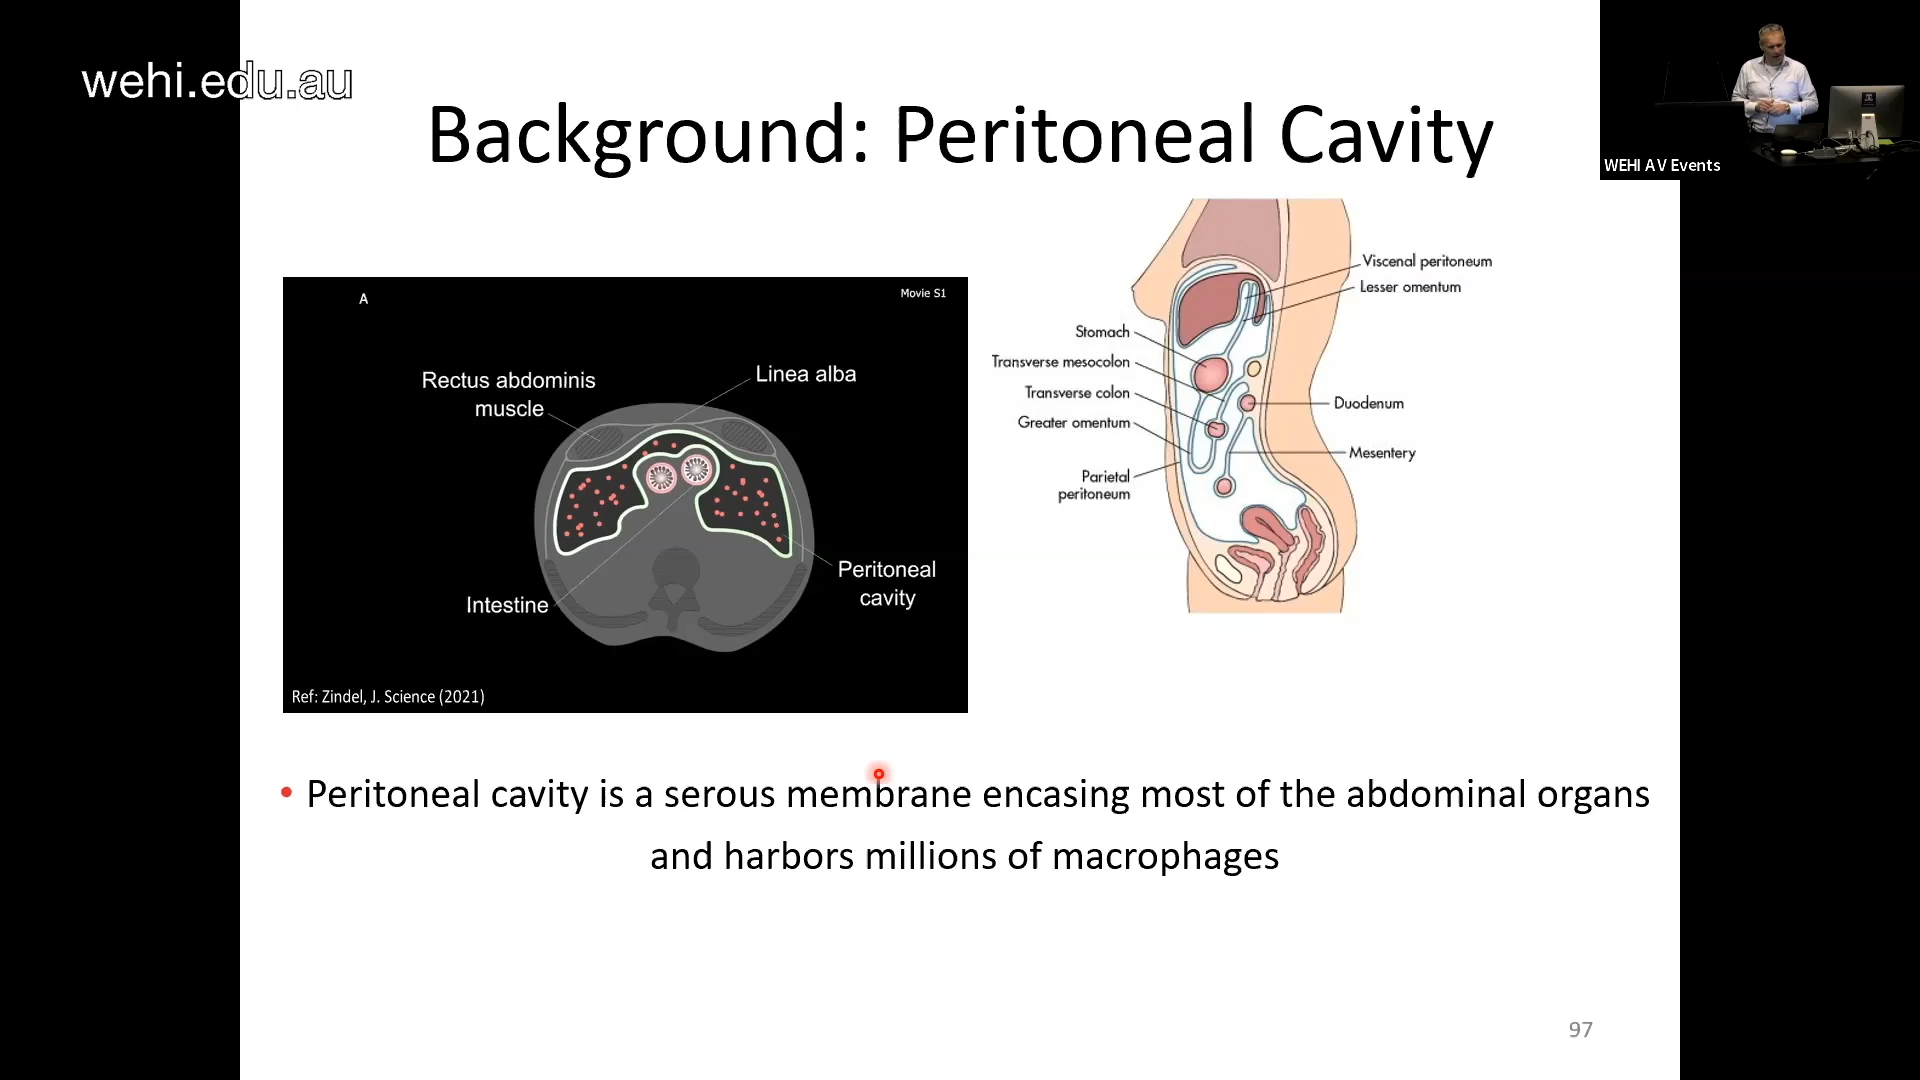 wehi.edu.au
WEHI AV Events
Background: Peritoneal Cavity
A
Movie S1
Rectus abdominis
muscle
Linea alba
Intestine
Peritoneal
cavity
Ref: Zindel, J. Science (2021)
Viscenal peritoneum
Lesser omentum
Stomach
Transverse mesocolon
Transverse colon
Greater omentum
Parietal
peritoneum
Duodenum
Mesentery
• Peritoneal cavity is a serous membrane encasing most of the abdominal organs
and harbors millions of macrophages
97